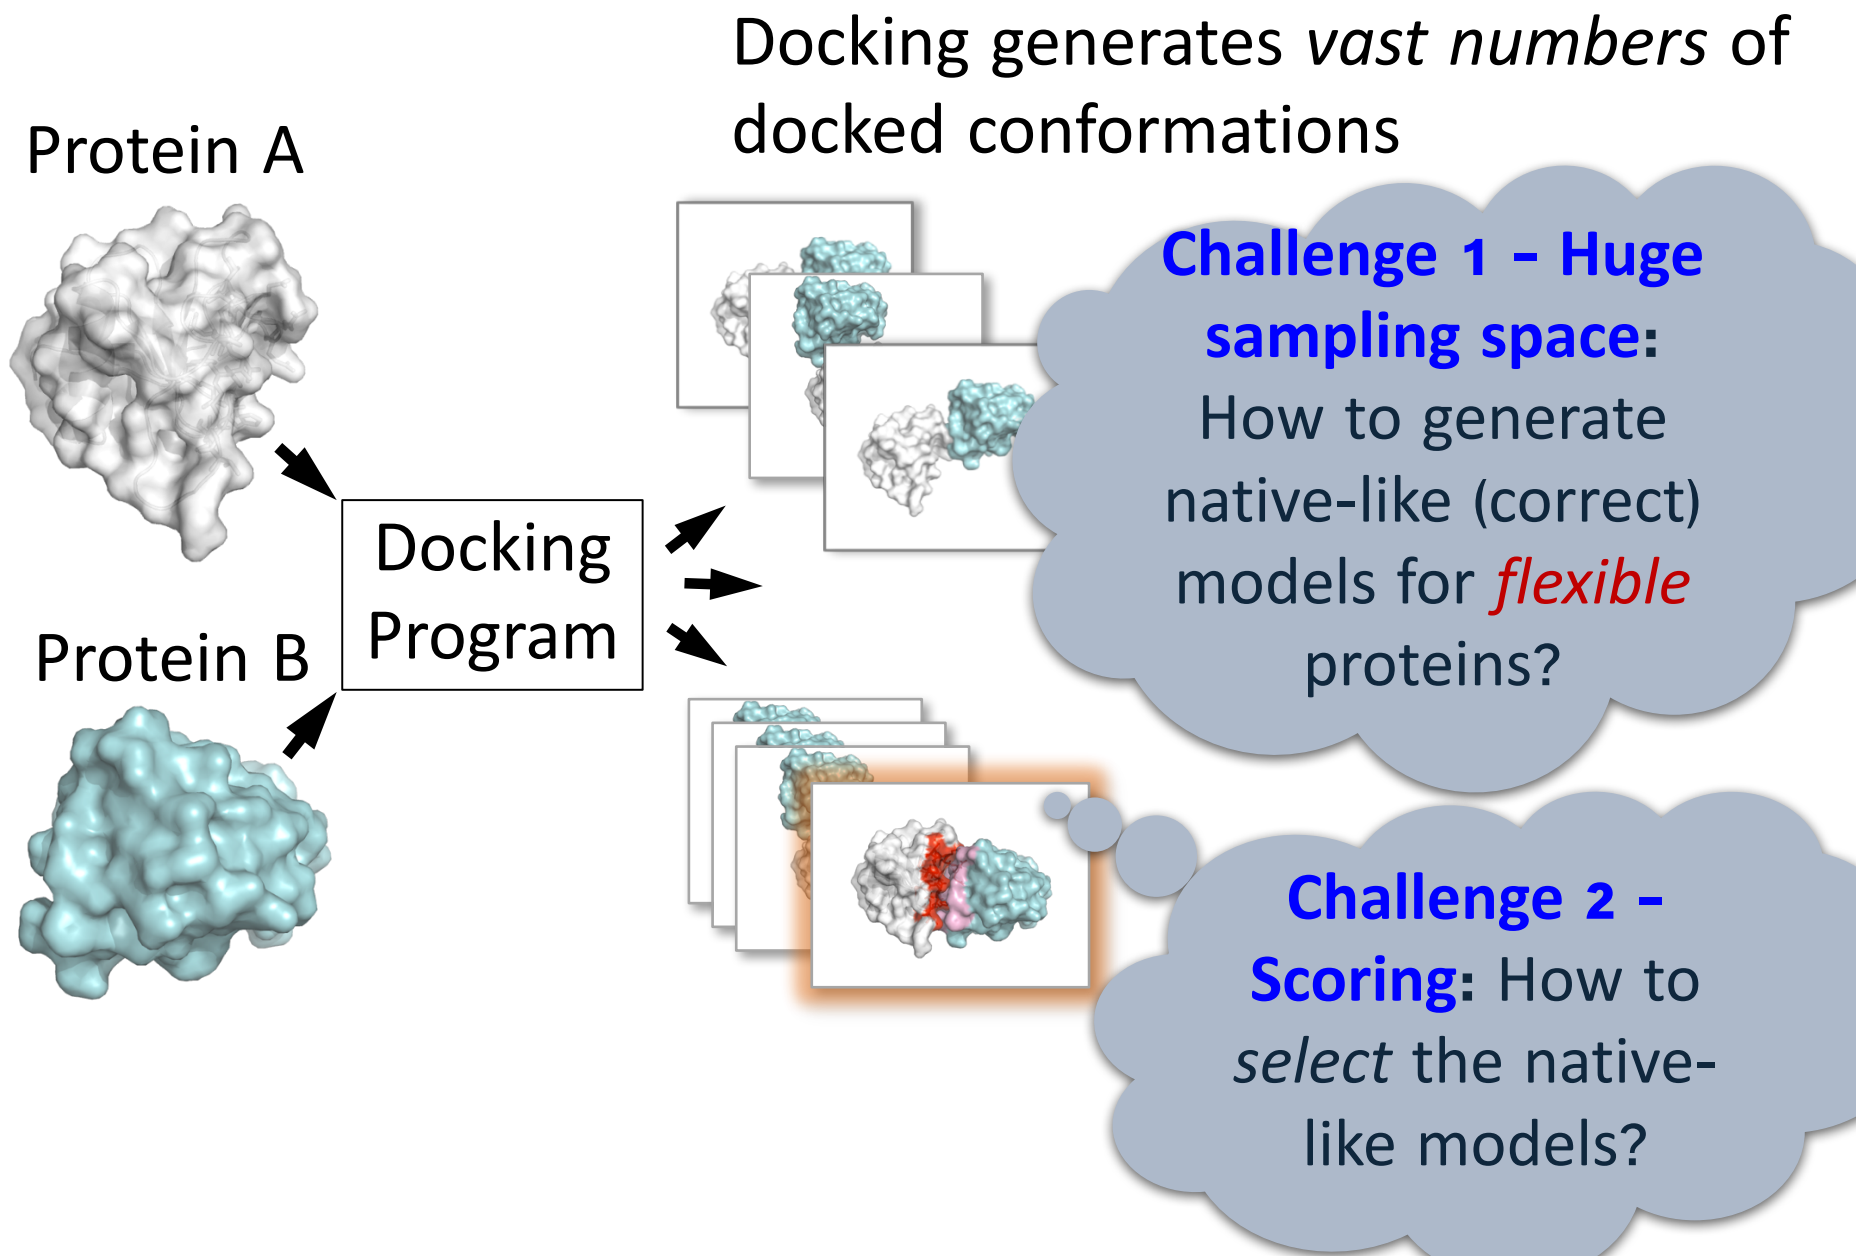 Docking generates vast numbers of
docked conformations
Protein A
Docking
Program
Protein B
Challenge 1 - Huge
sampling space:
How to generate
native-like (correct)
models for flexible
proteins?
Challenge 2 -
Scoring: How to
select the native-
like models?